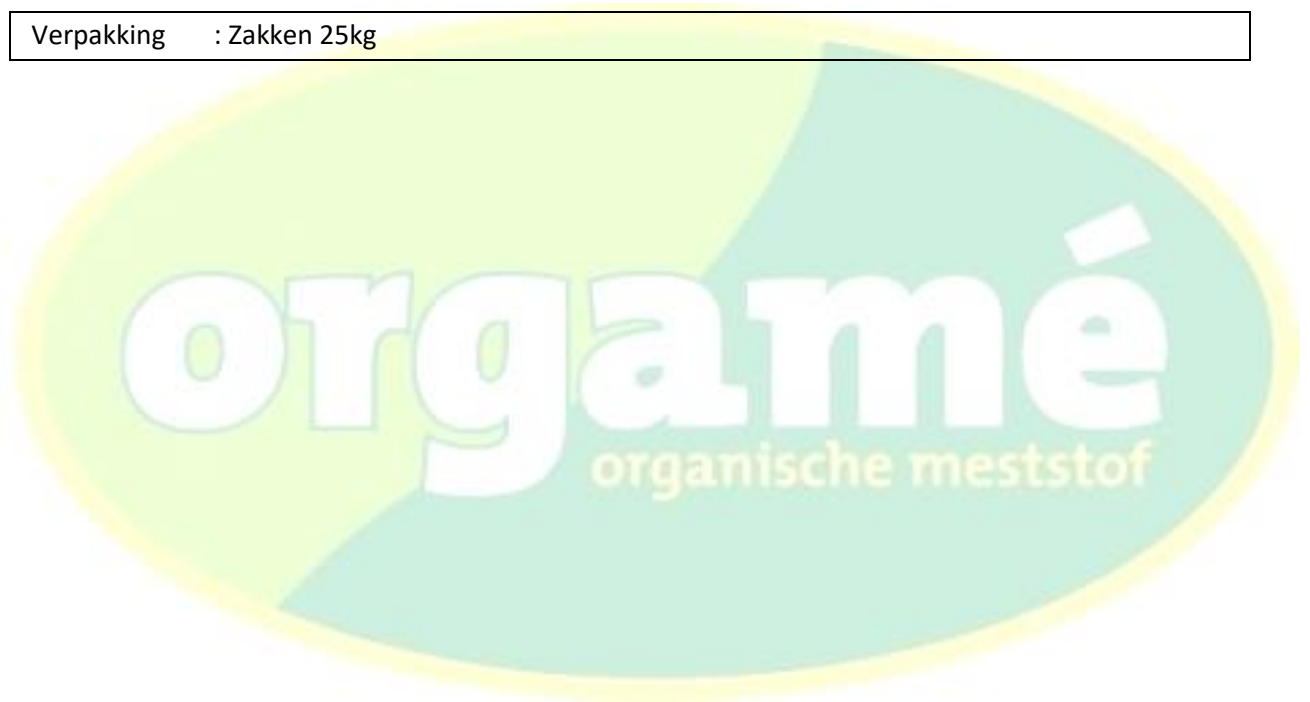 Verpakking : Zakken 25kg
orgamé
organische meststof